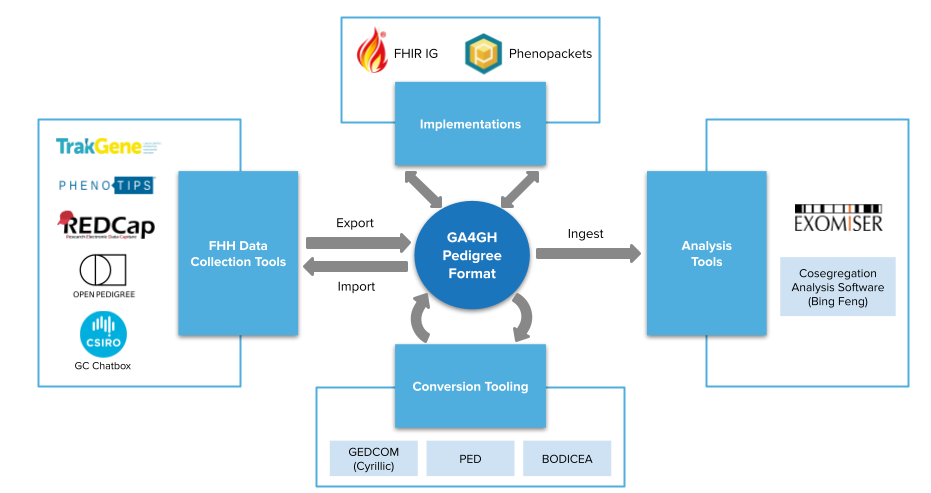 FHIR IG
Phenopackets
Implementations
TrakGene
PHENOTIPS
REDCap
Research Electronic Data Capture
OPEN PEDIGREE
CSIRO
GC Chatbox
FHH Data
Collection Tools
Export
Import
GA4GH
Pedigree
Format
Ingest
Analysis
Tools
EXOMISER
Cosegregation
Analysis Software
(Bing Feng)
Conversion Tooling
GEDCOM
(Cyrillic)
PED
BODICEA